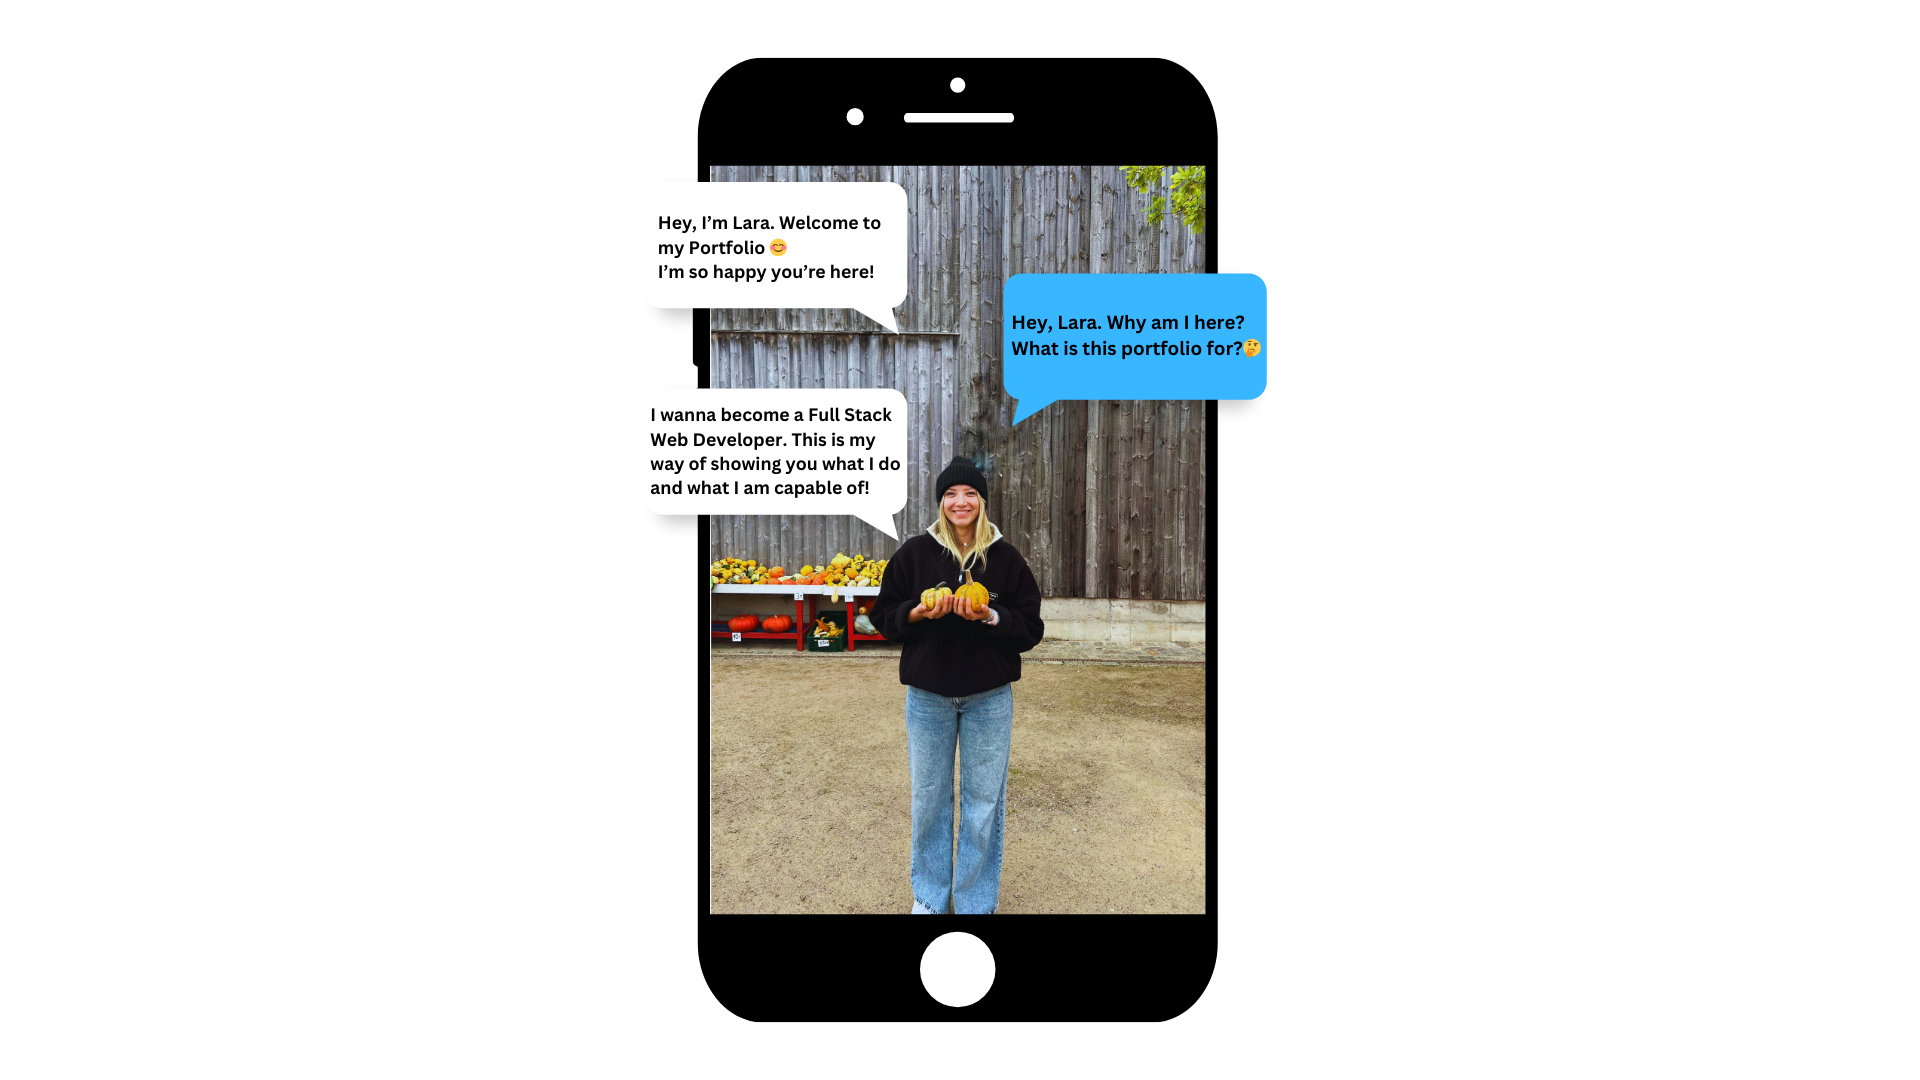 Hey, I’m Lara. Welcome to
my Portfolio 😊
I’m so happy you’re here!
Hey, Lara. Why am I here?
What is this portfolio for?🤔
I wanna become a Full Stack
Web Developer. This is my
way of showing you what I do
and what I am capable of!